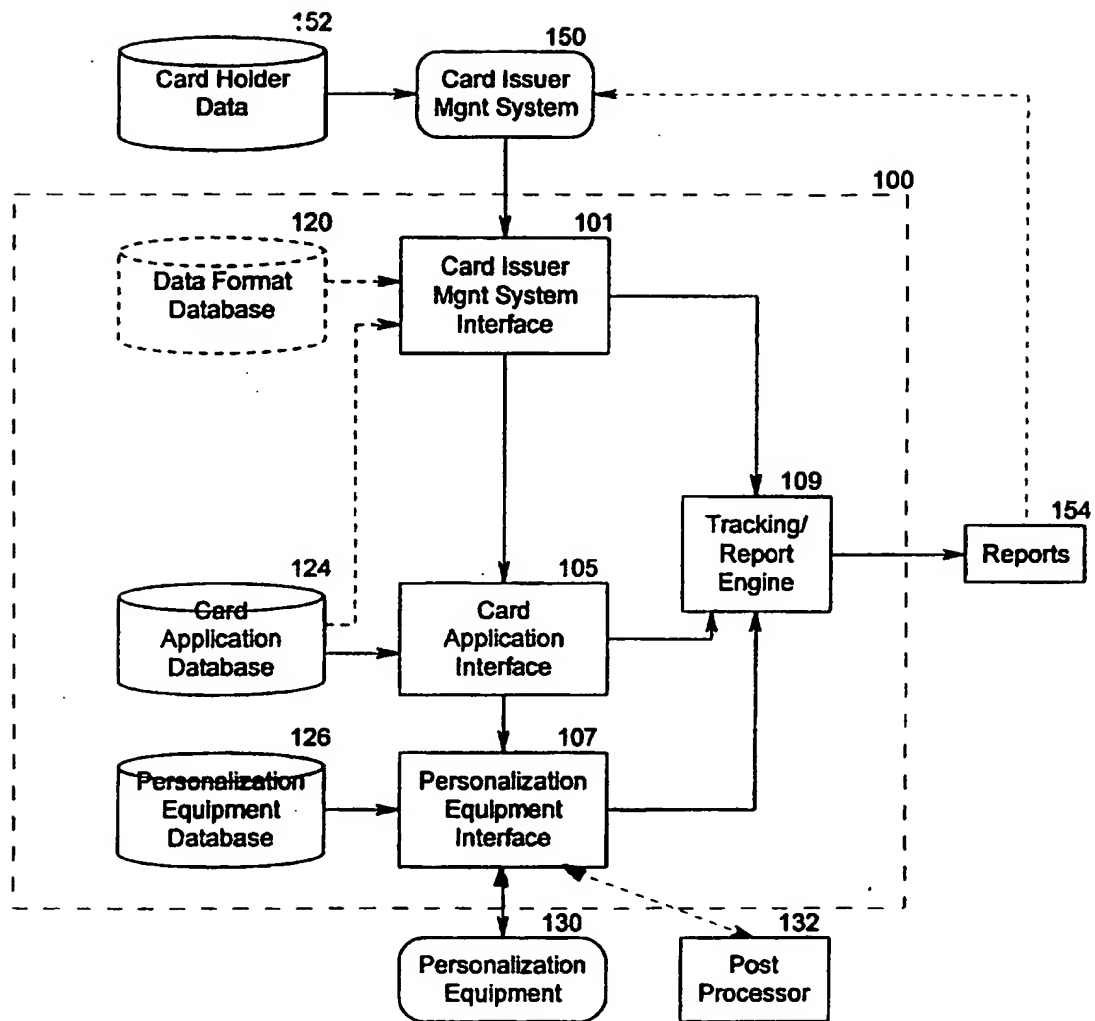 152
Card Holder
Data
150
Card Issuer
Mgnt System
100
120
Data Format
Database
101
Card Issuer
Mgnt System
Interface
109
Tracking/
Report
Engine
154
Reports
124
Card
Application
Database
105
Card
Application
Interface
126
Personalization
Equipment
Database
107
Personalization
Equipment
Interface
130
Personalization
Equipment
132
Post
Processor